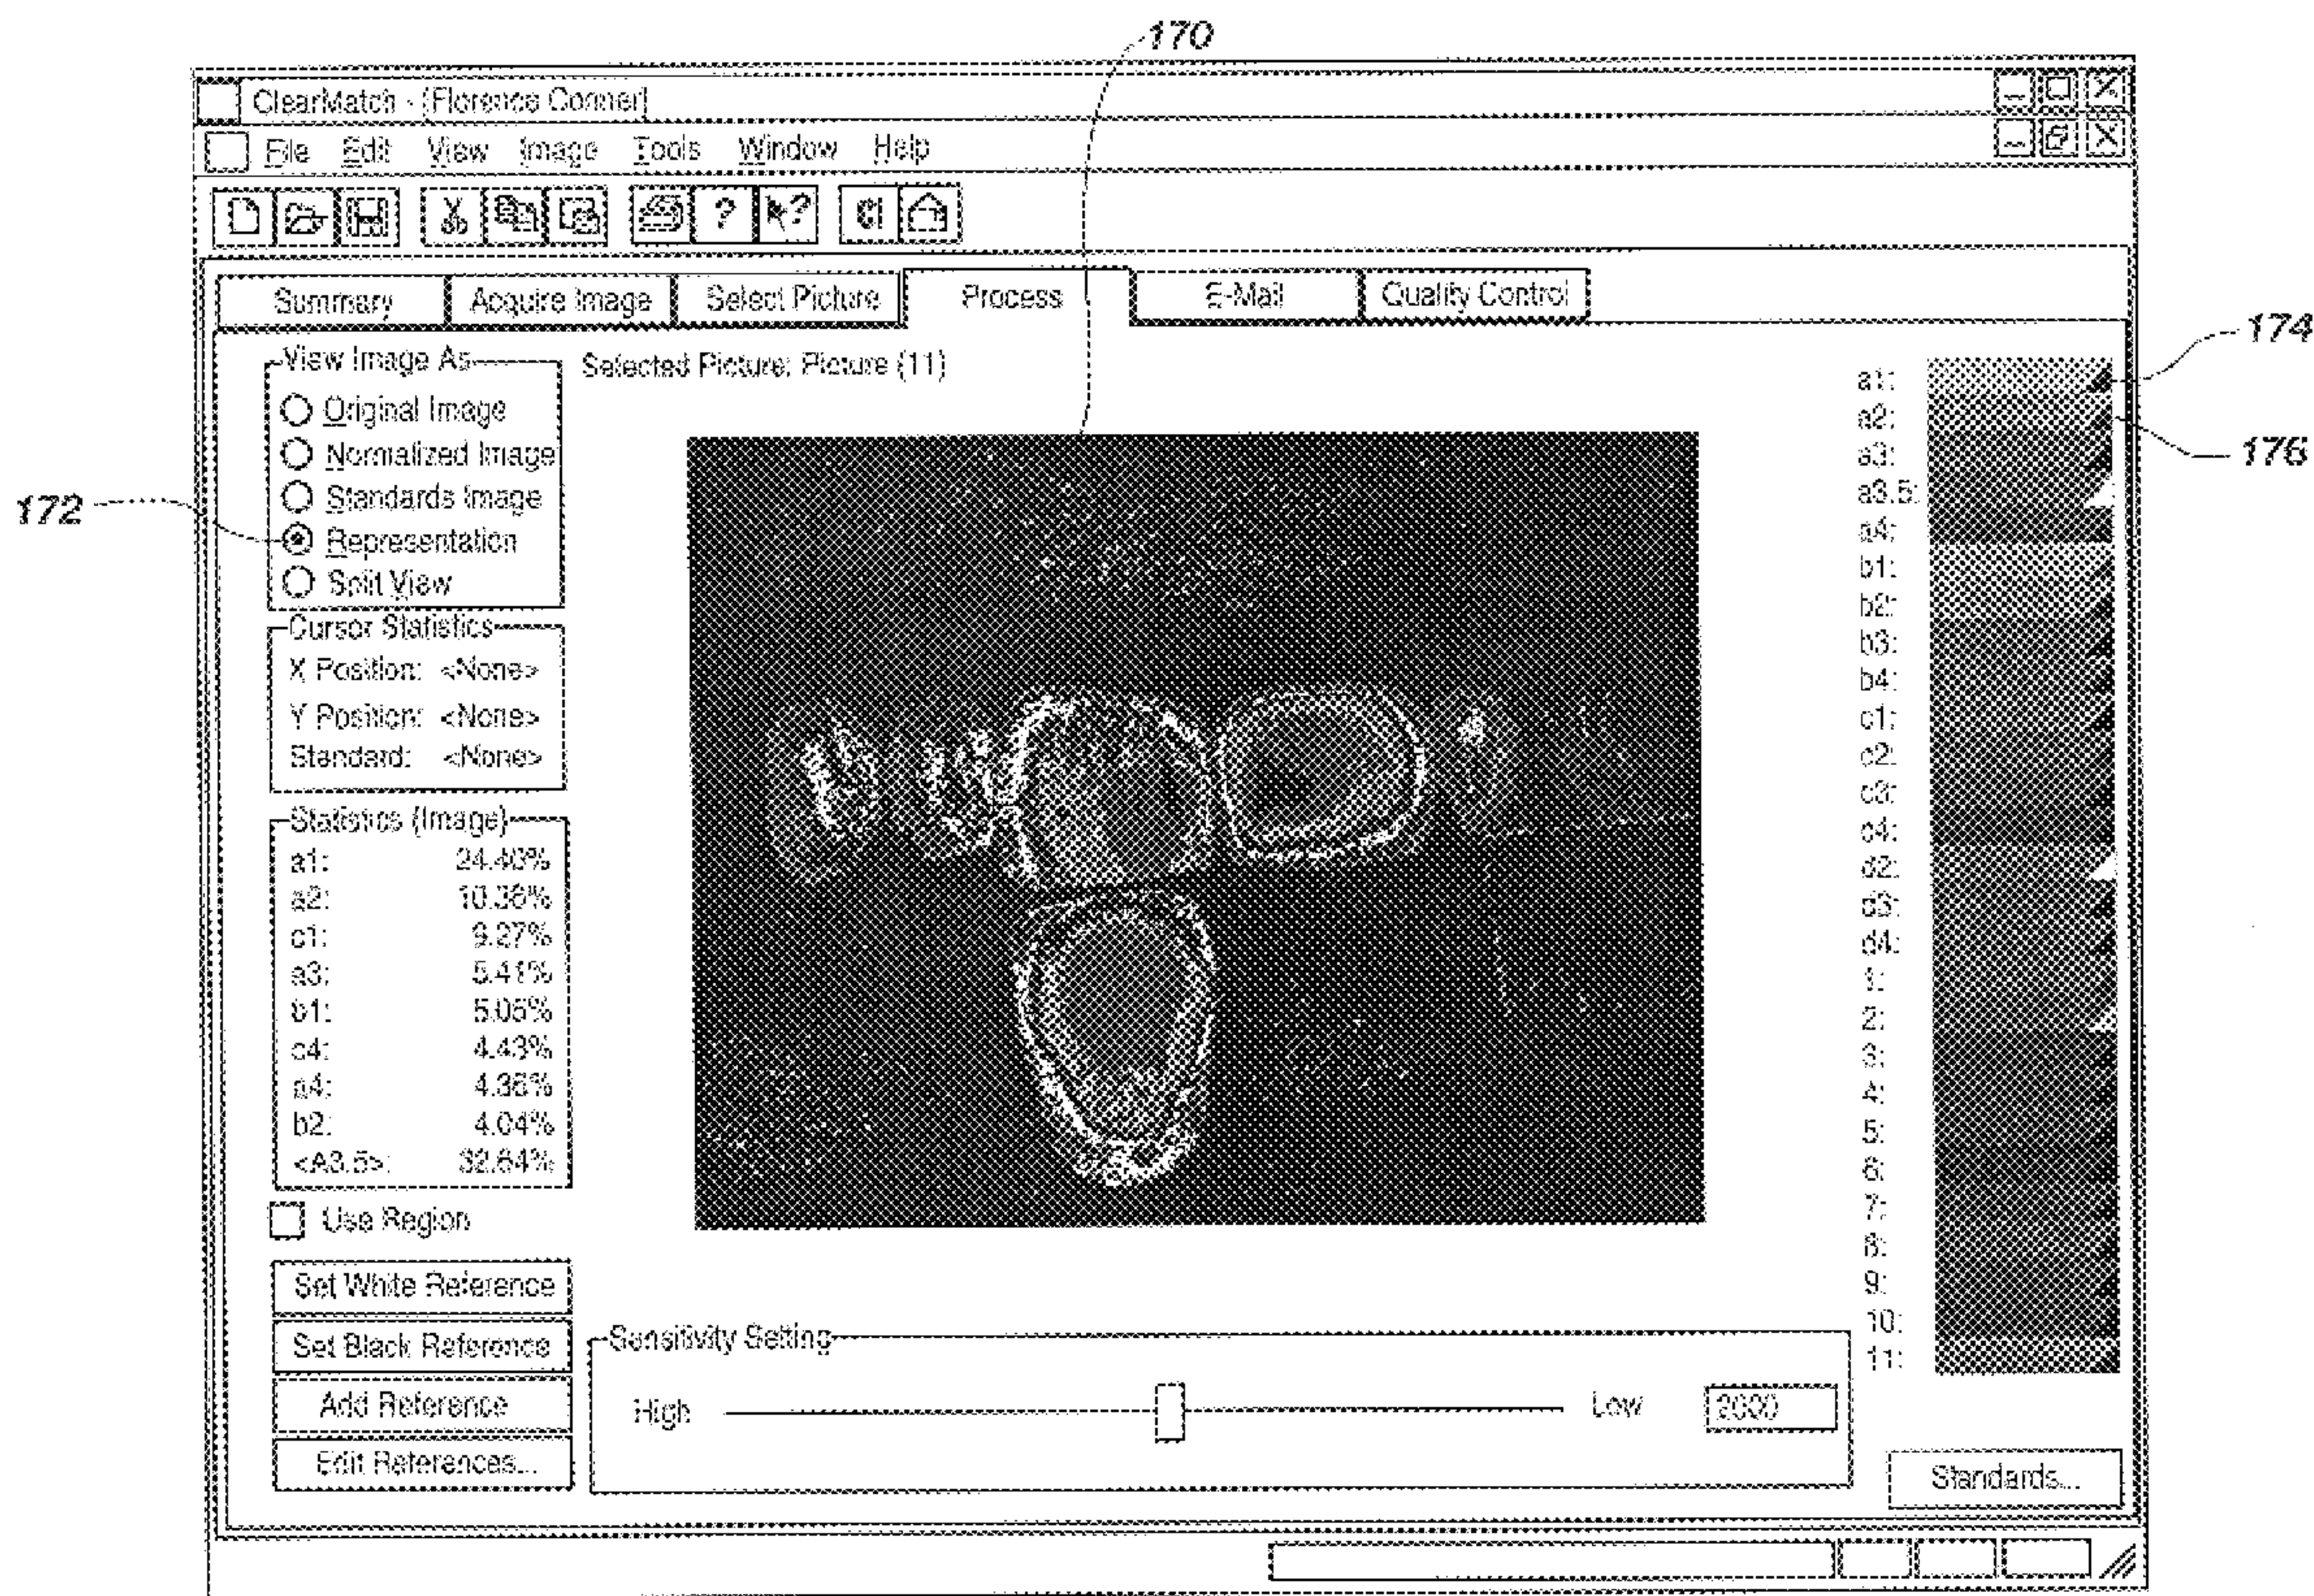 170
ClearMatch - [Florence Conner]
File Edit View Image Tools Window Help
Summary Acquire Image Select Picture Process E-Mail Quality Control
174
176
172
View Image As
Original Image
Normalized Image
Standards Image
Representation
Split View
Selected Picture: Picture (11)
Cursor Statistics
X Position: <None>
Y Position: <None>
Standard: <None>
Statistics (Image)
a1: 24.40%
a2: 10.36%
c1: 9.27%
a3: 5.41%
b1: 5.05%
c4: 4.43%
a4: 4.36%
b2: 4.04%
<A3.5>: 32.64%
Use Region
Set White Reference
Set Black Reference
Add Reference
Edit References...
Sensitivity Setting
High
Low
2000
a1:
a2:
a3:
a3.5:
a4:
b1:
b2:
b3:
b4:
c1:
c2:
c3:
c4:
d2:
d3:
d4:
1:
2:
3:
4:
5:
6:
7:
8:
9:
10:
11:
Standards...